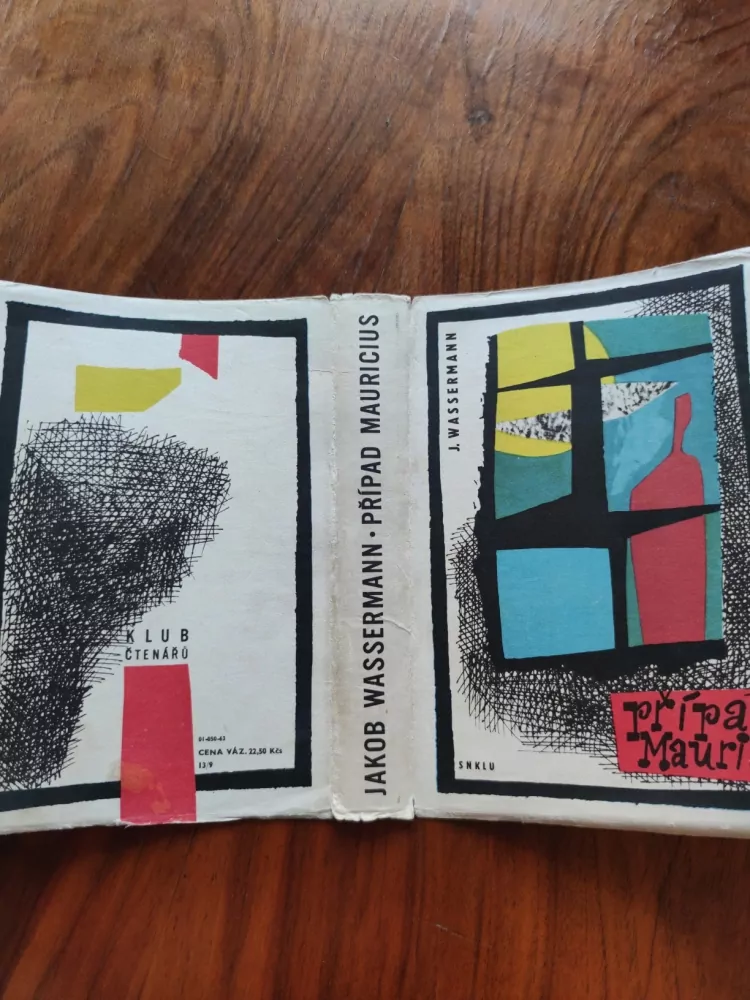 KLUB
ČTENÁŘŮ
01-050-63
CENA VÁZ. 22,50 Kčs
13/9
JAKOB WASSERMANN · PŘÍPAD MAURICIUS
J. WASSERMANN
přípa
Mauri
SNKLU